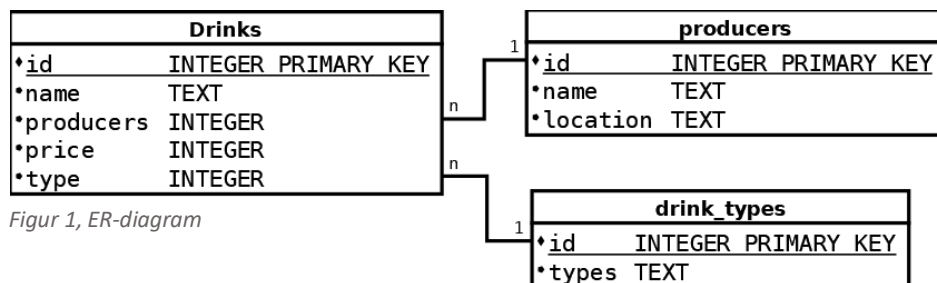 Drinks
id INTEGER PRIMARY KEY
name TEXT
producers INTEGER
price INTEGER
type INTEGER
n
n
Figur 1, ER-diagram
producers
1
id INTEGER PRIMARY KEY
name TEXT
location TEXT
drink_types
1
id INTEGER PRIMARY KEY
types TEXT